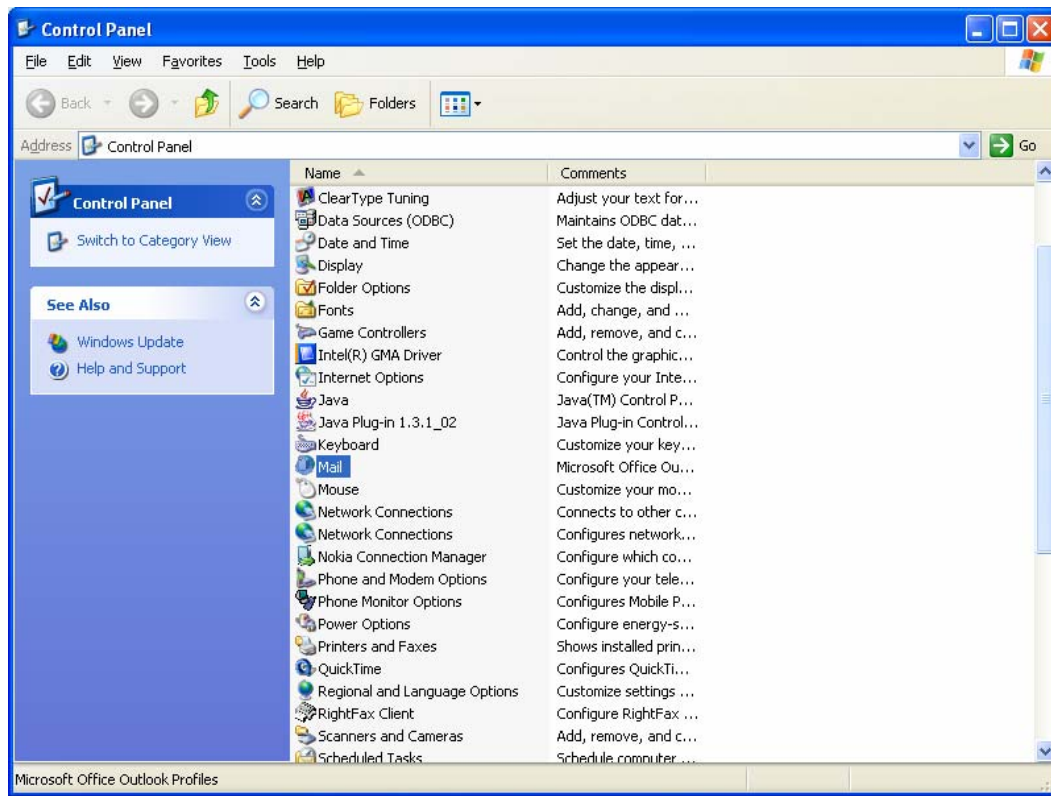 Control Panel
File Edit View Favorites Tools Help
Back Search Folders
Address Control Panel Go
Control Panel
Switch to Category View
See Also
Windows Update
Help and Support
Name Comments
ClearType Tuning Adjust your text for...
Data Sources (ODBC) Maintains ODBC dat...
Date and Time Set the date, time, ...
Display Change the appear...
Folder Options Customize the displ...
Fonts Add, change, and ...
Game Controllers Add, remove, and c...
Intel(R) GMA Driver Control the graphic...
Internet Options Configure your Inte...
Java Java(TM) Control P...
Java Plug-in 1.3.1_02 Java Plug-in Control...
Keyboard Customize your key...
Mail Microsoft Office Ou...
Mouse Customize your mo...
Network Connections Connects to other c...
Network Connections Configures network...
Nokia Connection Manager Configure which co...
Phone and Modem Options Configure your tele...
Phone Monitor Options Configures Mobile P...
Power Options Configure energy-s...
Printers and Faxes Shows installed prin...
QuickTime Configures QuickTi...
Regional and Language Options Customize settings ...
RightFax Client Configure RightFax ...
Scanners and Cameras Add, remove, and c...
Scheduled Tasks Schedule computer ...
Microsoft Office Outlook Profiles